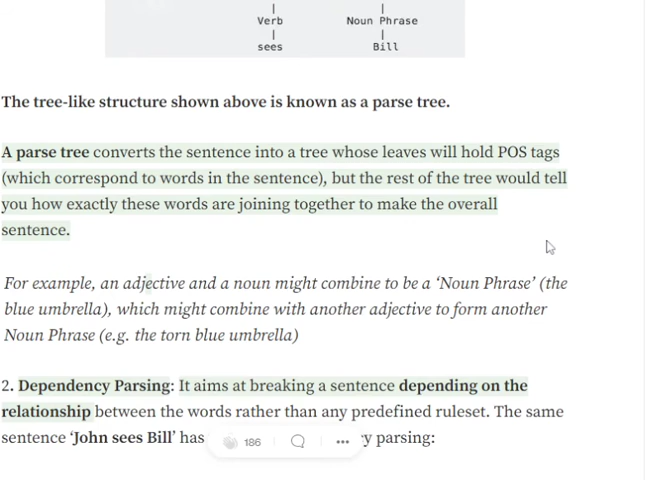 Verb Noun Phrase
sees Bill
The tree-like structure shown above is known as a parse tree.
A parse tree converts the sentence into a tree whose leaves will hold POS tags
(which correspond to words in the sentence), but the rest of the tree would tell
you how exactly these words are joining together to make the overall
sentence.
For example, an adjective and a noun might combine to be a ‘Noun Phrase’ (the
blue umbrella), which might combine with another adjective to form another
Noun Phrase (e.g. the torn blue umbrella)
2. Dependency Parsing: It aims at breaking a sentence depending on the
relationship between the words rather than any predefined ruleset. The same
sentence ‘John sees Bill’ has y parsing:
186